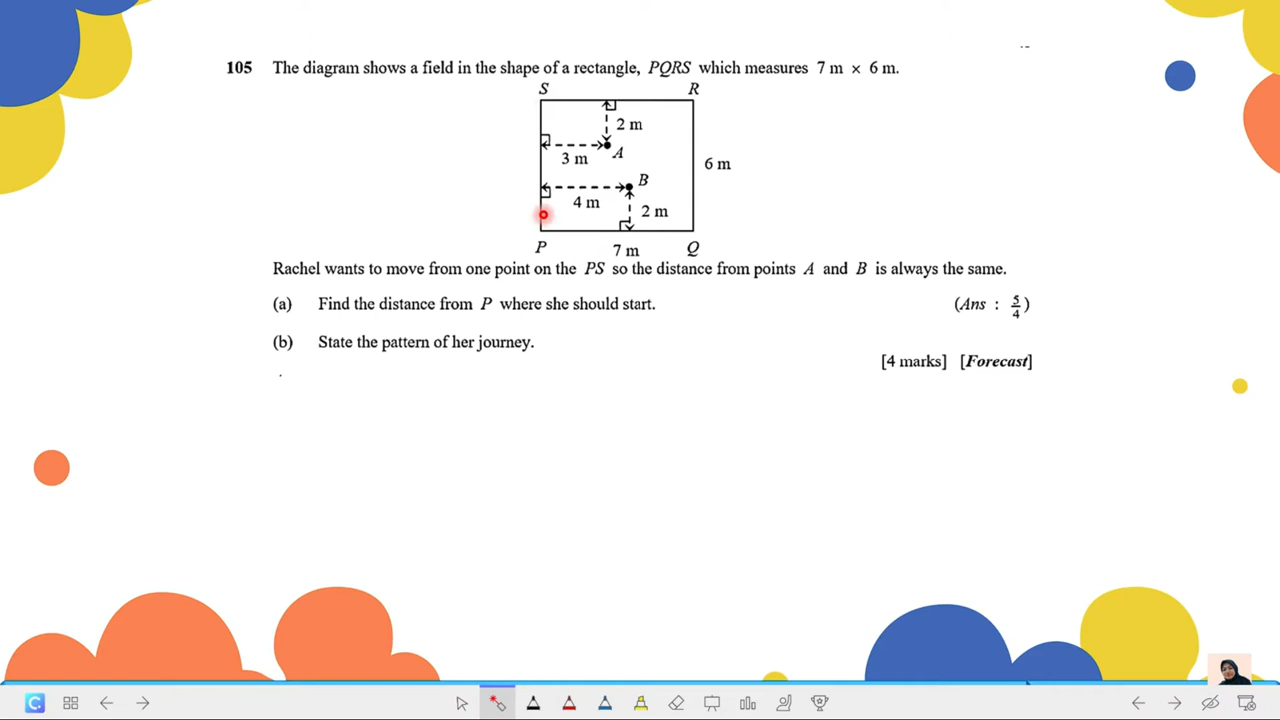 105 The diagram shows a field in the shape of a rectangle, PQRS which measures 7 m × 6 m.
S R
2 m
A
3 m
6 m
B
4 m
2 m
P 7 m Q
Rachel wants to move from one point on the PS so the distance from points A and B is always the same.
(a) Find the distance from P where she should start. (Ans : 5/4)
(b) State the pattern of her journey.
[4 marks] [Forecast]